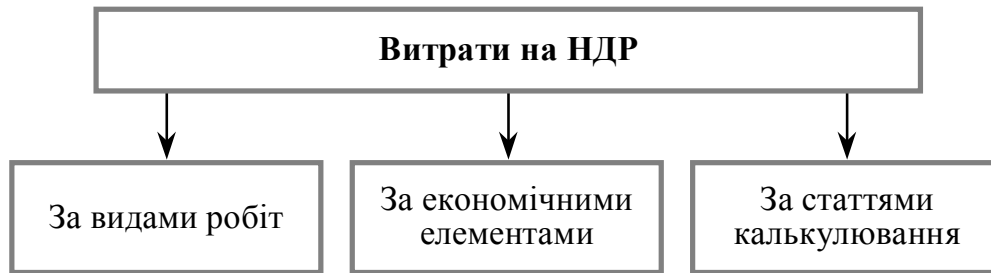 Витрати на НДР
За видами робіт
За економічними
елементами
За статтями
калькулювання